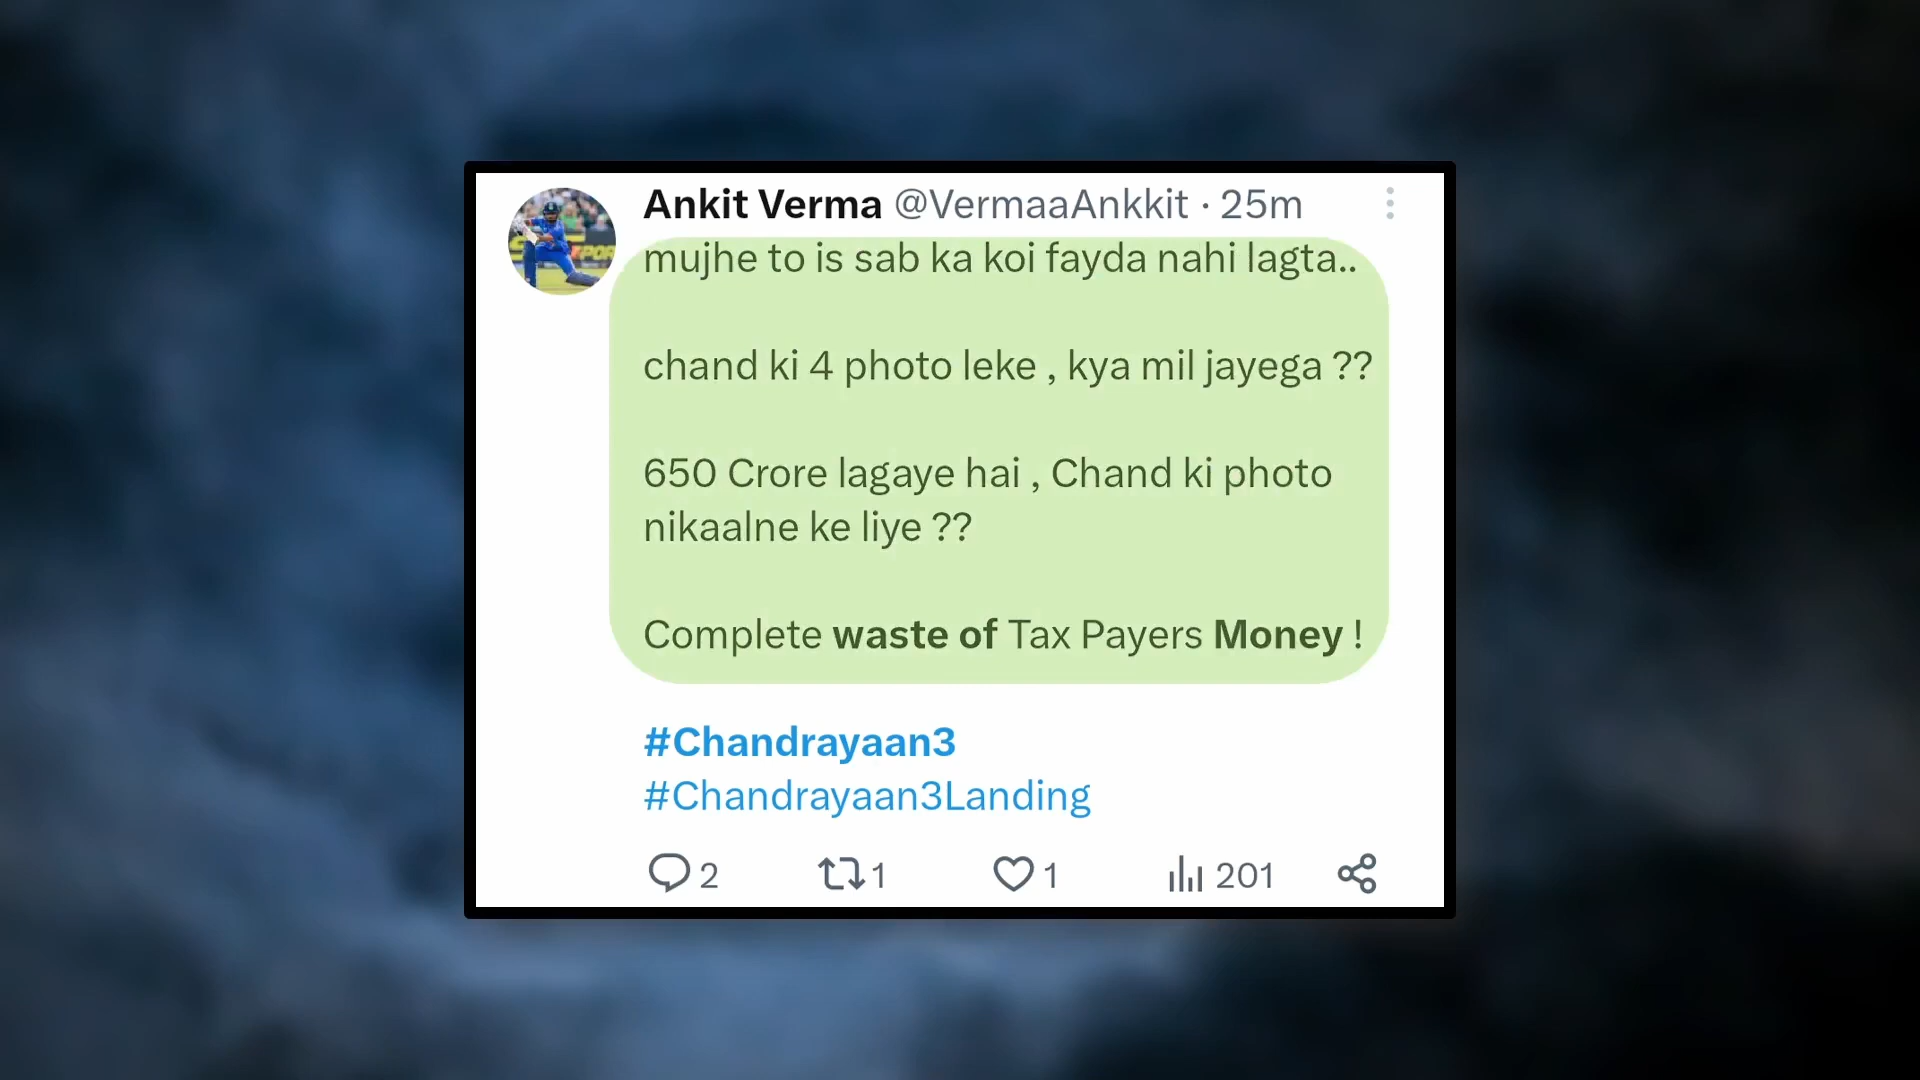 Ankit Verma @VermaaAnkkit · 25m
mujhe to is sab ka koi fayda nahi lagta..
chand ki 4 photo leke , kya mil jayega ??
650 Crore lagaye hai , Chand ki photo
nikaalne ke liye ??
Complete waste of Tax Payers Money !
#Chandrayaan3
#Chandrayaan3Landing
2 1 1 201